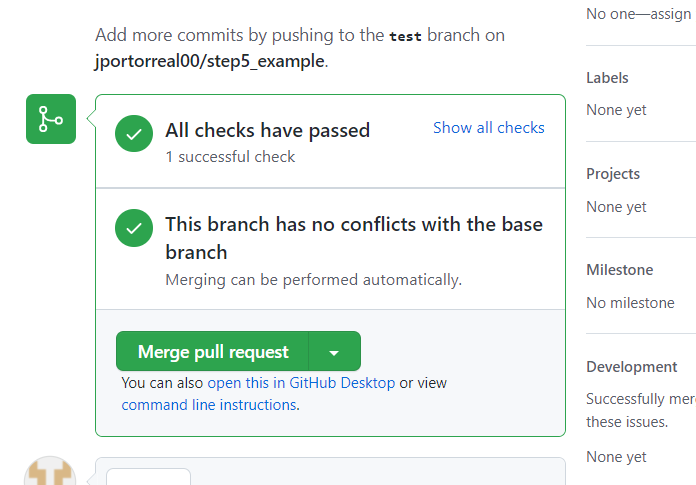 Add more commits by pushing to the test branch on
jportorreal00/step5_example.
All checks have passed
Show all checks
1 successful check
This branch has no conflicts with the base
branch
Merging can be performed automatically.
Merge pull request
You can also open this in GitHub Desktop or view
command line instructions.
No one—assign
Labels
None yet
Projects
None yet
Milestone
No milestone
Development
Successfully mer
these issues.
None yet